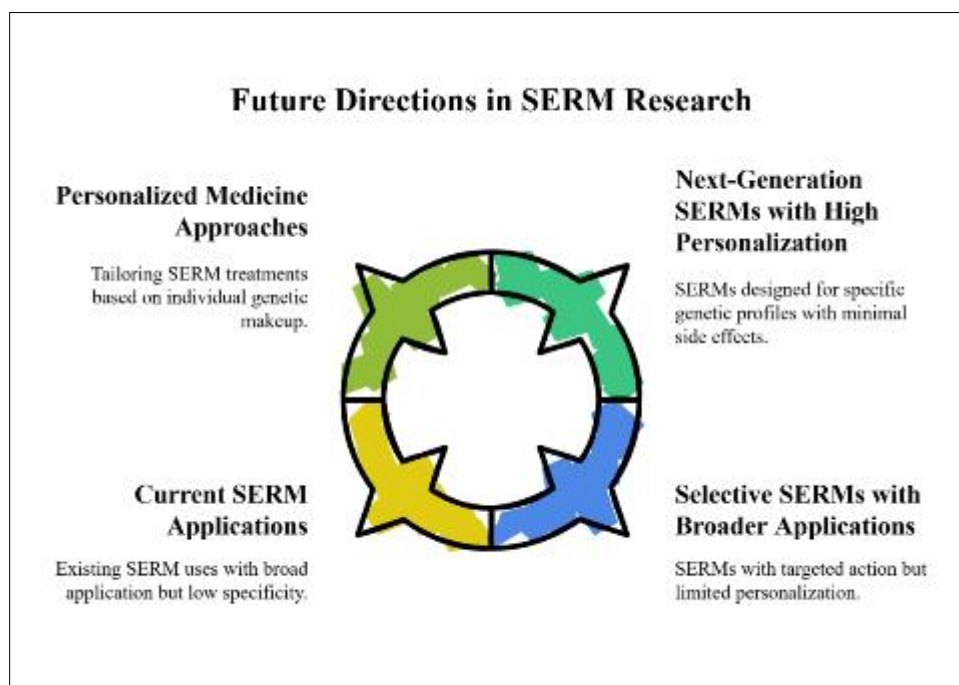 Future Directions in SERM Research
Personalized Medicine
Approaches
Tailoring SERM treatments
based on individual genetic
makeup.
Next-Generation
SERMs with High
Personalization
SERMs designed for specific
genetic profiles with minimal
side effects.
Current SERM
Applications
Existing SERM uses with broad
application but low specificity.
Selective SERMs with
Broader Applications
SERMs with targeted action but
limited personalization.